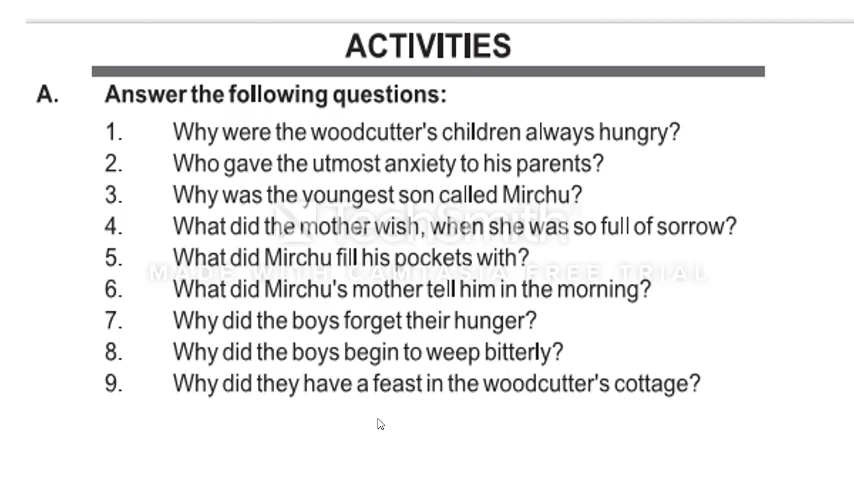 ACTIVITIES
A. Answer the following questions:
1. Why were the woodcutter's children always hungry?
2. Who gave the utmost anxiety to his parents?
3. Why was the youngest son called Mirchu?
4. What did the mother wish, when she was so full of sorrow?
5. What did Mirchu fill his pockets with?
TechSmith
MADE WITH CAMTASIA FREE TRIAL
6. What did Mirchu's mother tell him in the morning?
7. Why did the boys forget their hunger?
8. Why did the boys begin to weep bitterly?
9. Why did they have a feast in the woodcutter's cottage?